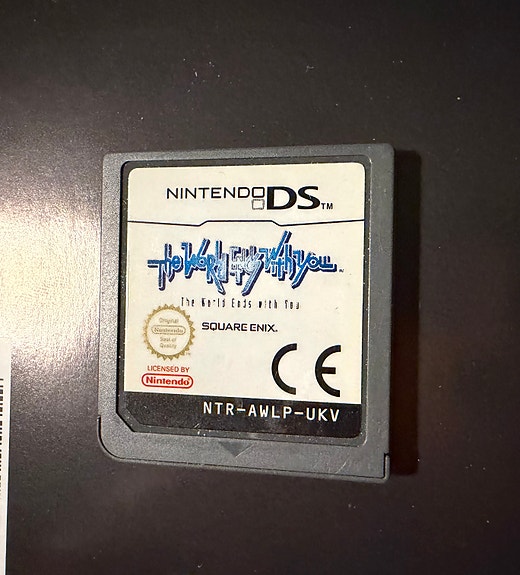 NINTENDO DS TM
The World Ends With You TM
The World Ends with You
Original
Nintendo
Seal of
Quality
SQUARE ENIX.
LICENSED BY
Nintendo
CE
NTR-AWLP-UKV